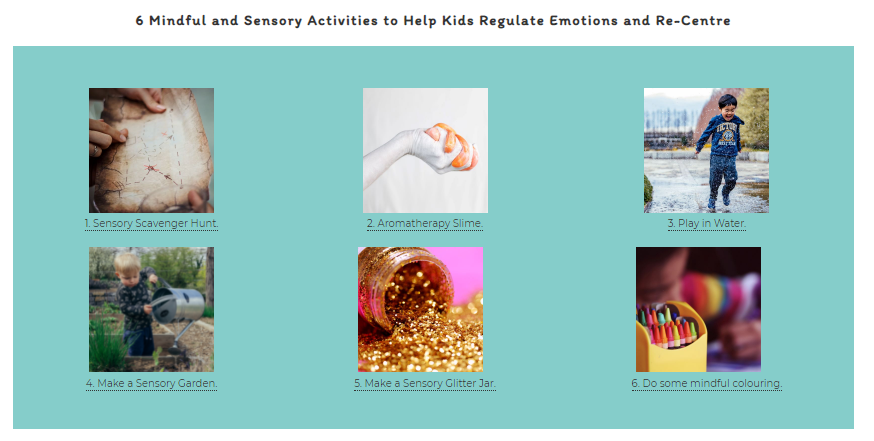 6 Mindful and Sensory Activities to Help Kids Regulate Emotions and Re-Centre
1. Sensory Scavenger Hunt.
2. Aromatherapy Slime.
3. Play in Water.
4. Make a Sensory Garden.
5. Make a Sensory Glitter Jar.
6. Do some mindful colouring.